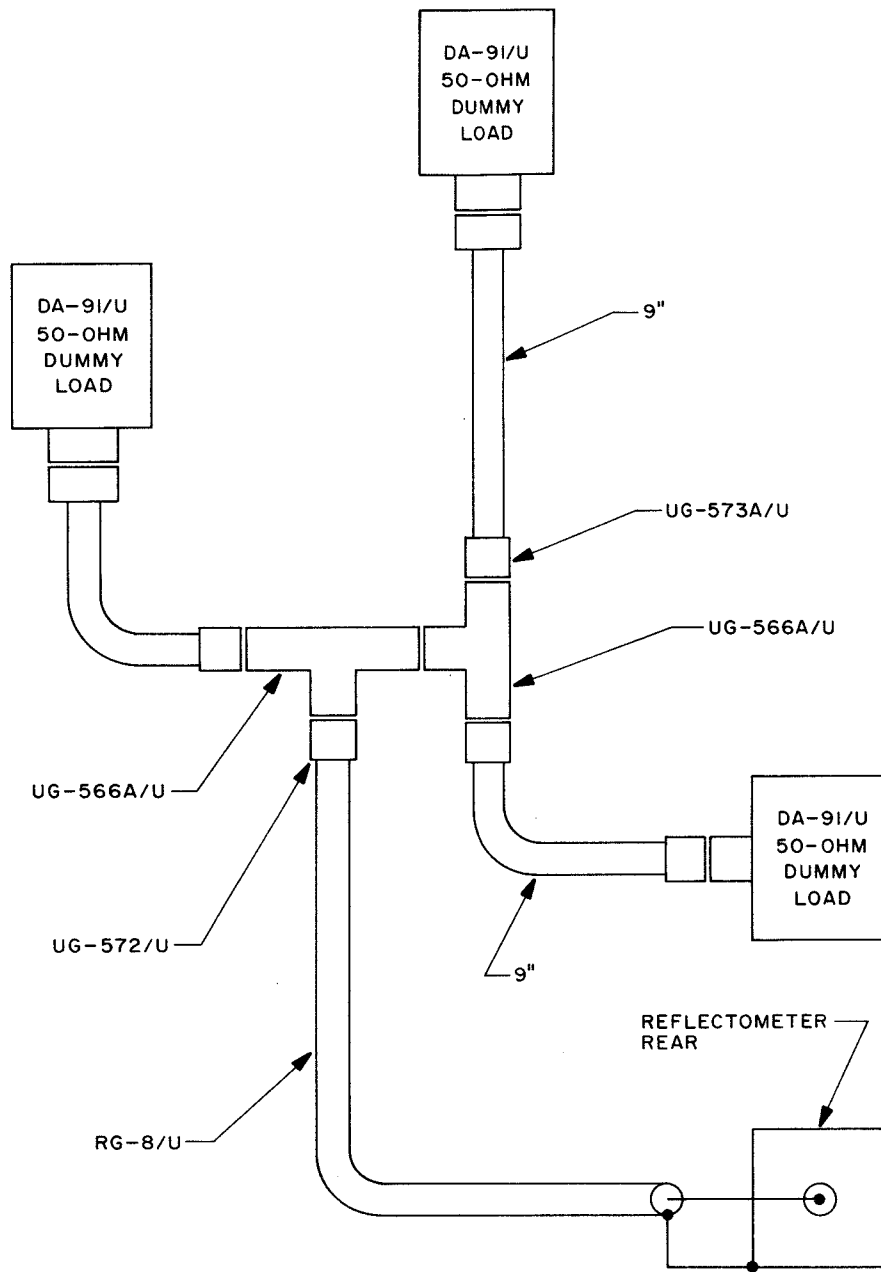 DA-91/U
50-OHM
DUMMY
LOAD
DA-91/U
50-OHM
DUMMY
LOAD
9"
UG-573A/U
UG-566A/U
UG-566A/U
DA-91/U
50-OHM
DUMMY
LOAD
UG-572/U
9"
REFLECTOMETER
REAR
RG-8/U